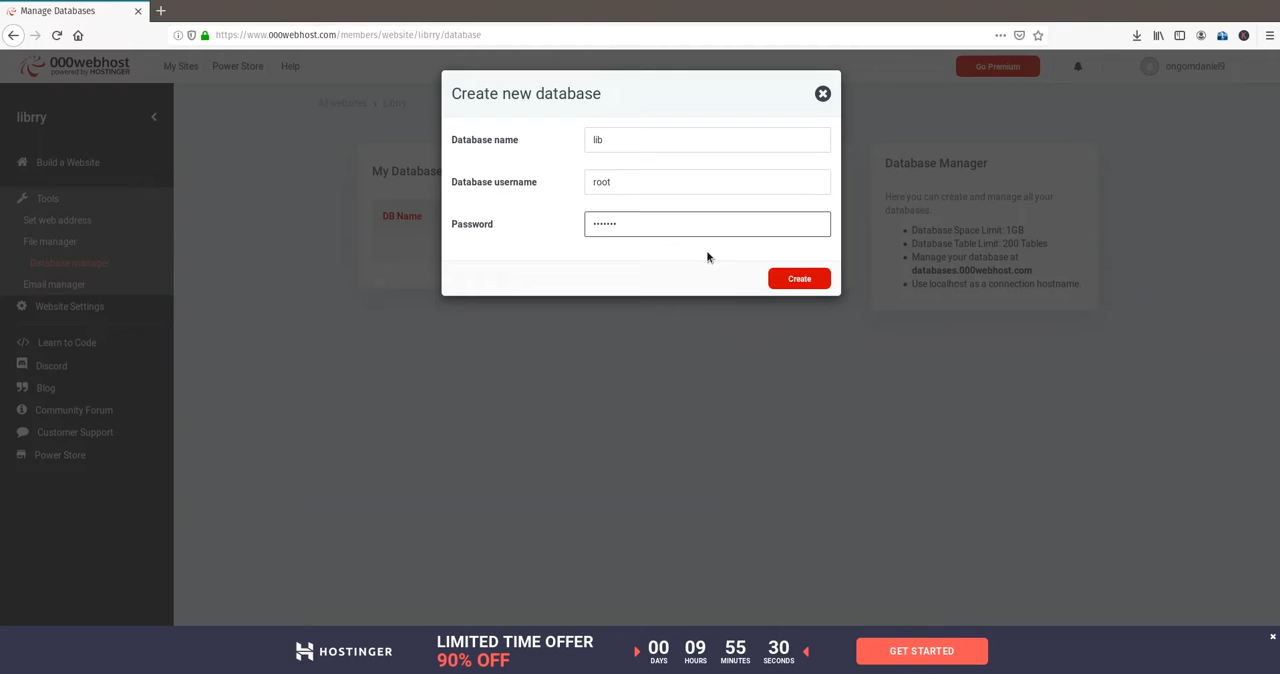 Manage Databases
https://www.000webhost.com/members/website/librry/database
000webhost
powered by HOSTINGER
My Sites
Power Store
Help
Go Premium
ongomdaniel9
librry
Build a Website
Tools
Set web address
File manager
Database manager
Email manager
Website Settings
Learn to Code
Discord
Blog
Community Forum
Customer Support
Power Store
All websites › Librry
My Database
DB Name
Create new database
Database name
lib
Database username
root
Password
•••••••
Create
Database Manager
Here you can create and manage all your
databases.
• Database Space Limit: 1GB
• Database Table Limit: 200 Tables
• Manage your database at
databases.000webhost.com
• Use localhost as a connection hostname
HOSTINGER
LIMITED TIME OFFER
90% OFF
00 09 55 30
DAYS HOURS MINUTES SECONDS
GET STARTED